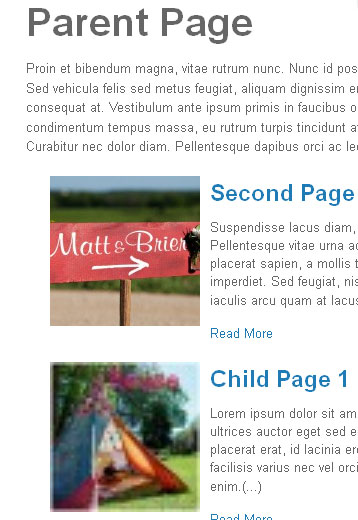 Parent Page
Proin et bibendum magna, vitae rutrum nunc. Nunc id pos
Sed vehicula felis sed metus feugiat, aliquam dignissim e
consequat at. Vestibulum ante ipsum primis in faucibus o
condimentum tempus massa, eu rutrum turpis tincidunt a
Curabitur nec dolor diam. Pellentesque dapibus orci ac le
Matt & Brier
Second Page
Suspendisse lacus diam,
Pellentesque vitae urna a
placerat sapien, a mollis t
imperdiet. Sed feugiat, nis
iaculis arcu quam at lacus
Read More
Child Page 1
Lorem ipsum dolor sit am
ultrices auctor eget sed e
placerat erat, id lacinia er
facilisis varius nec vel orci
enim.(...)
Read More